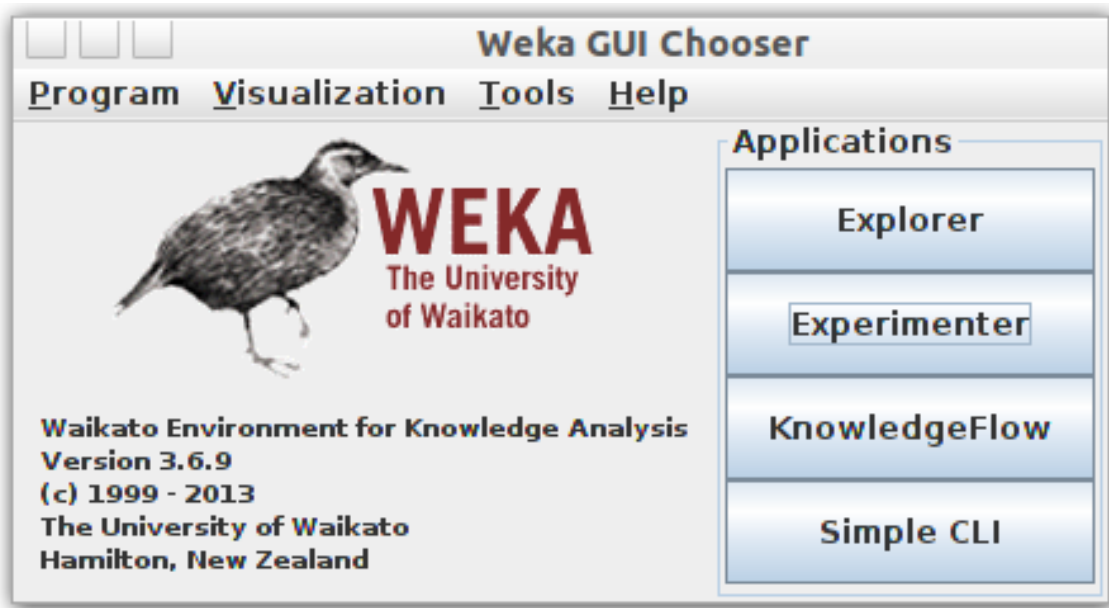 Weka GUI Chooser
Program Visualization Tools Help
WEKA
The University
of Waikato
Waikato Environment for Knowledge Analysis
Version 3.6.9
(c) 1999 - 2013
The University of Waikato
Hamilton, New Zealand
Applications
Explorer
Experimenter
KnowledgeFlow
Simple CLI